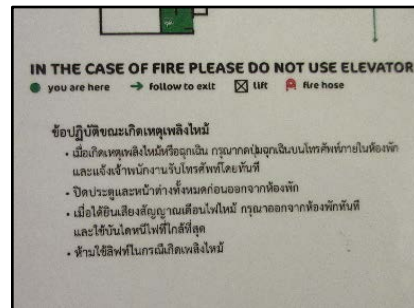 IN THE CASE OF FIRE PLEASE DO NOT USE ELEVATOR
you are here follow to exit lift fire hose
ข้อปฏิบัติขณะเกิดเหตุเพลิงไหม้
• เมื่อเกิดเหตุเพลิงไหม้หรือฉุกเฉิน กรุณากดปุ่มฉุกเฉินบนโทรศัพท์ภายในห้องพัก
และแจ้งเจ้าพนักงานรับโทรศัพท์โดยทันที
• ปิดประตูและหน้าต่างทั้งหมดก่อนออกจากห้องพัก
• เมื่อได้ยินเสียงสัญญาณเตือนไฟไหม้ กรุณาออกจากห้องพักทันที
และใช้บันไดหนีไฟที่ใกล้ที่สุด
• ห้ามใช้ลิฟท์ในกรณีเกิดเพลิงไหม้